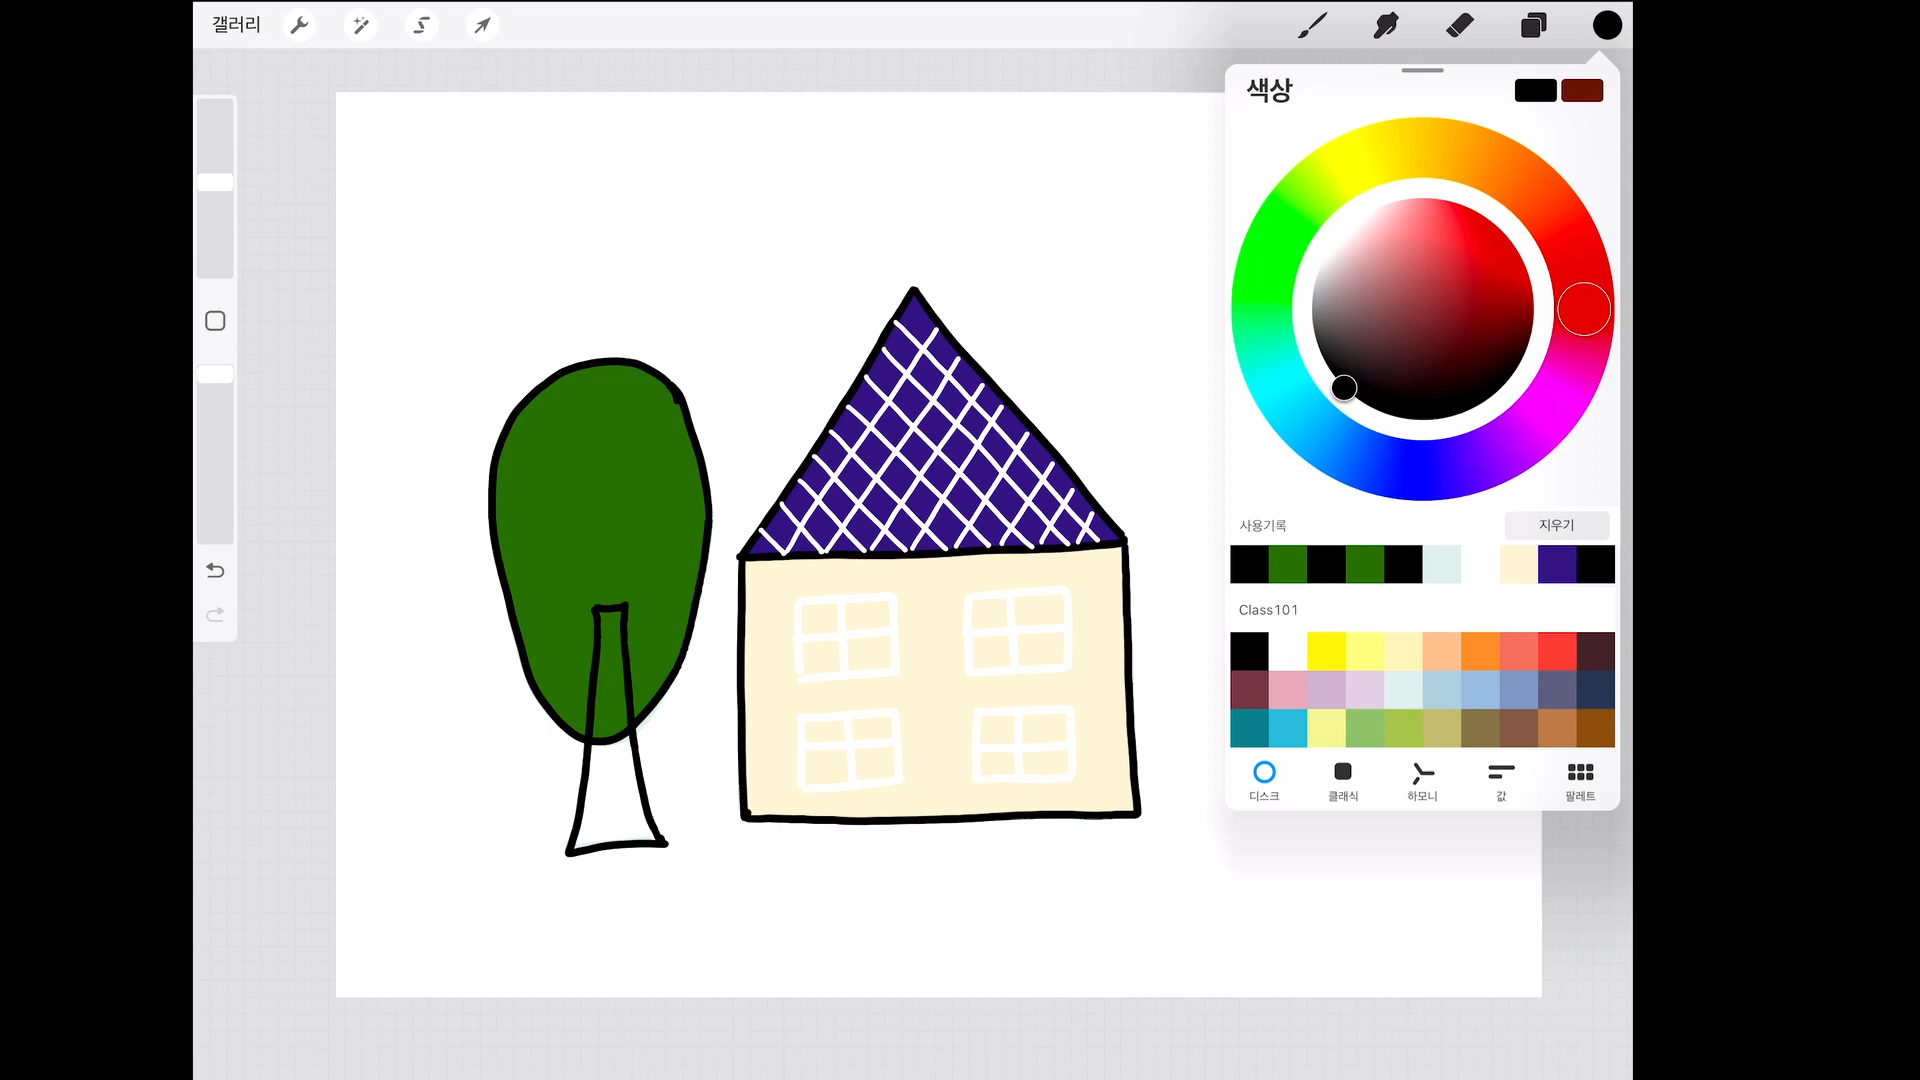 갤러리
색상
사용기록
지우기
Class101
디스크
클래식
하모니
값
팔레트